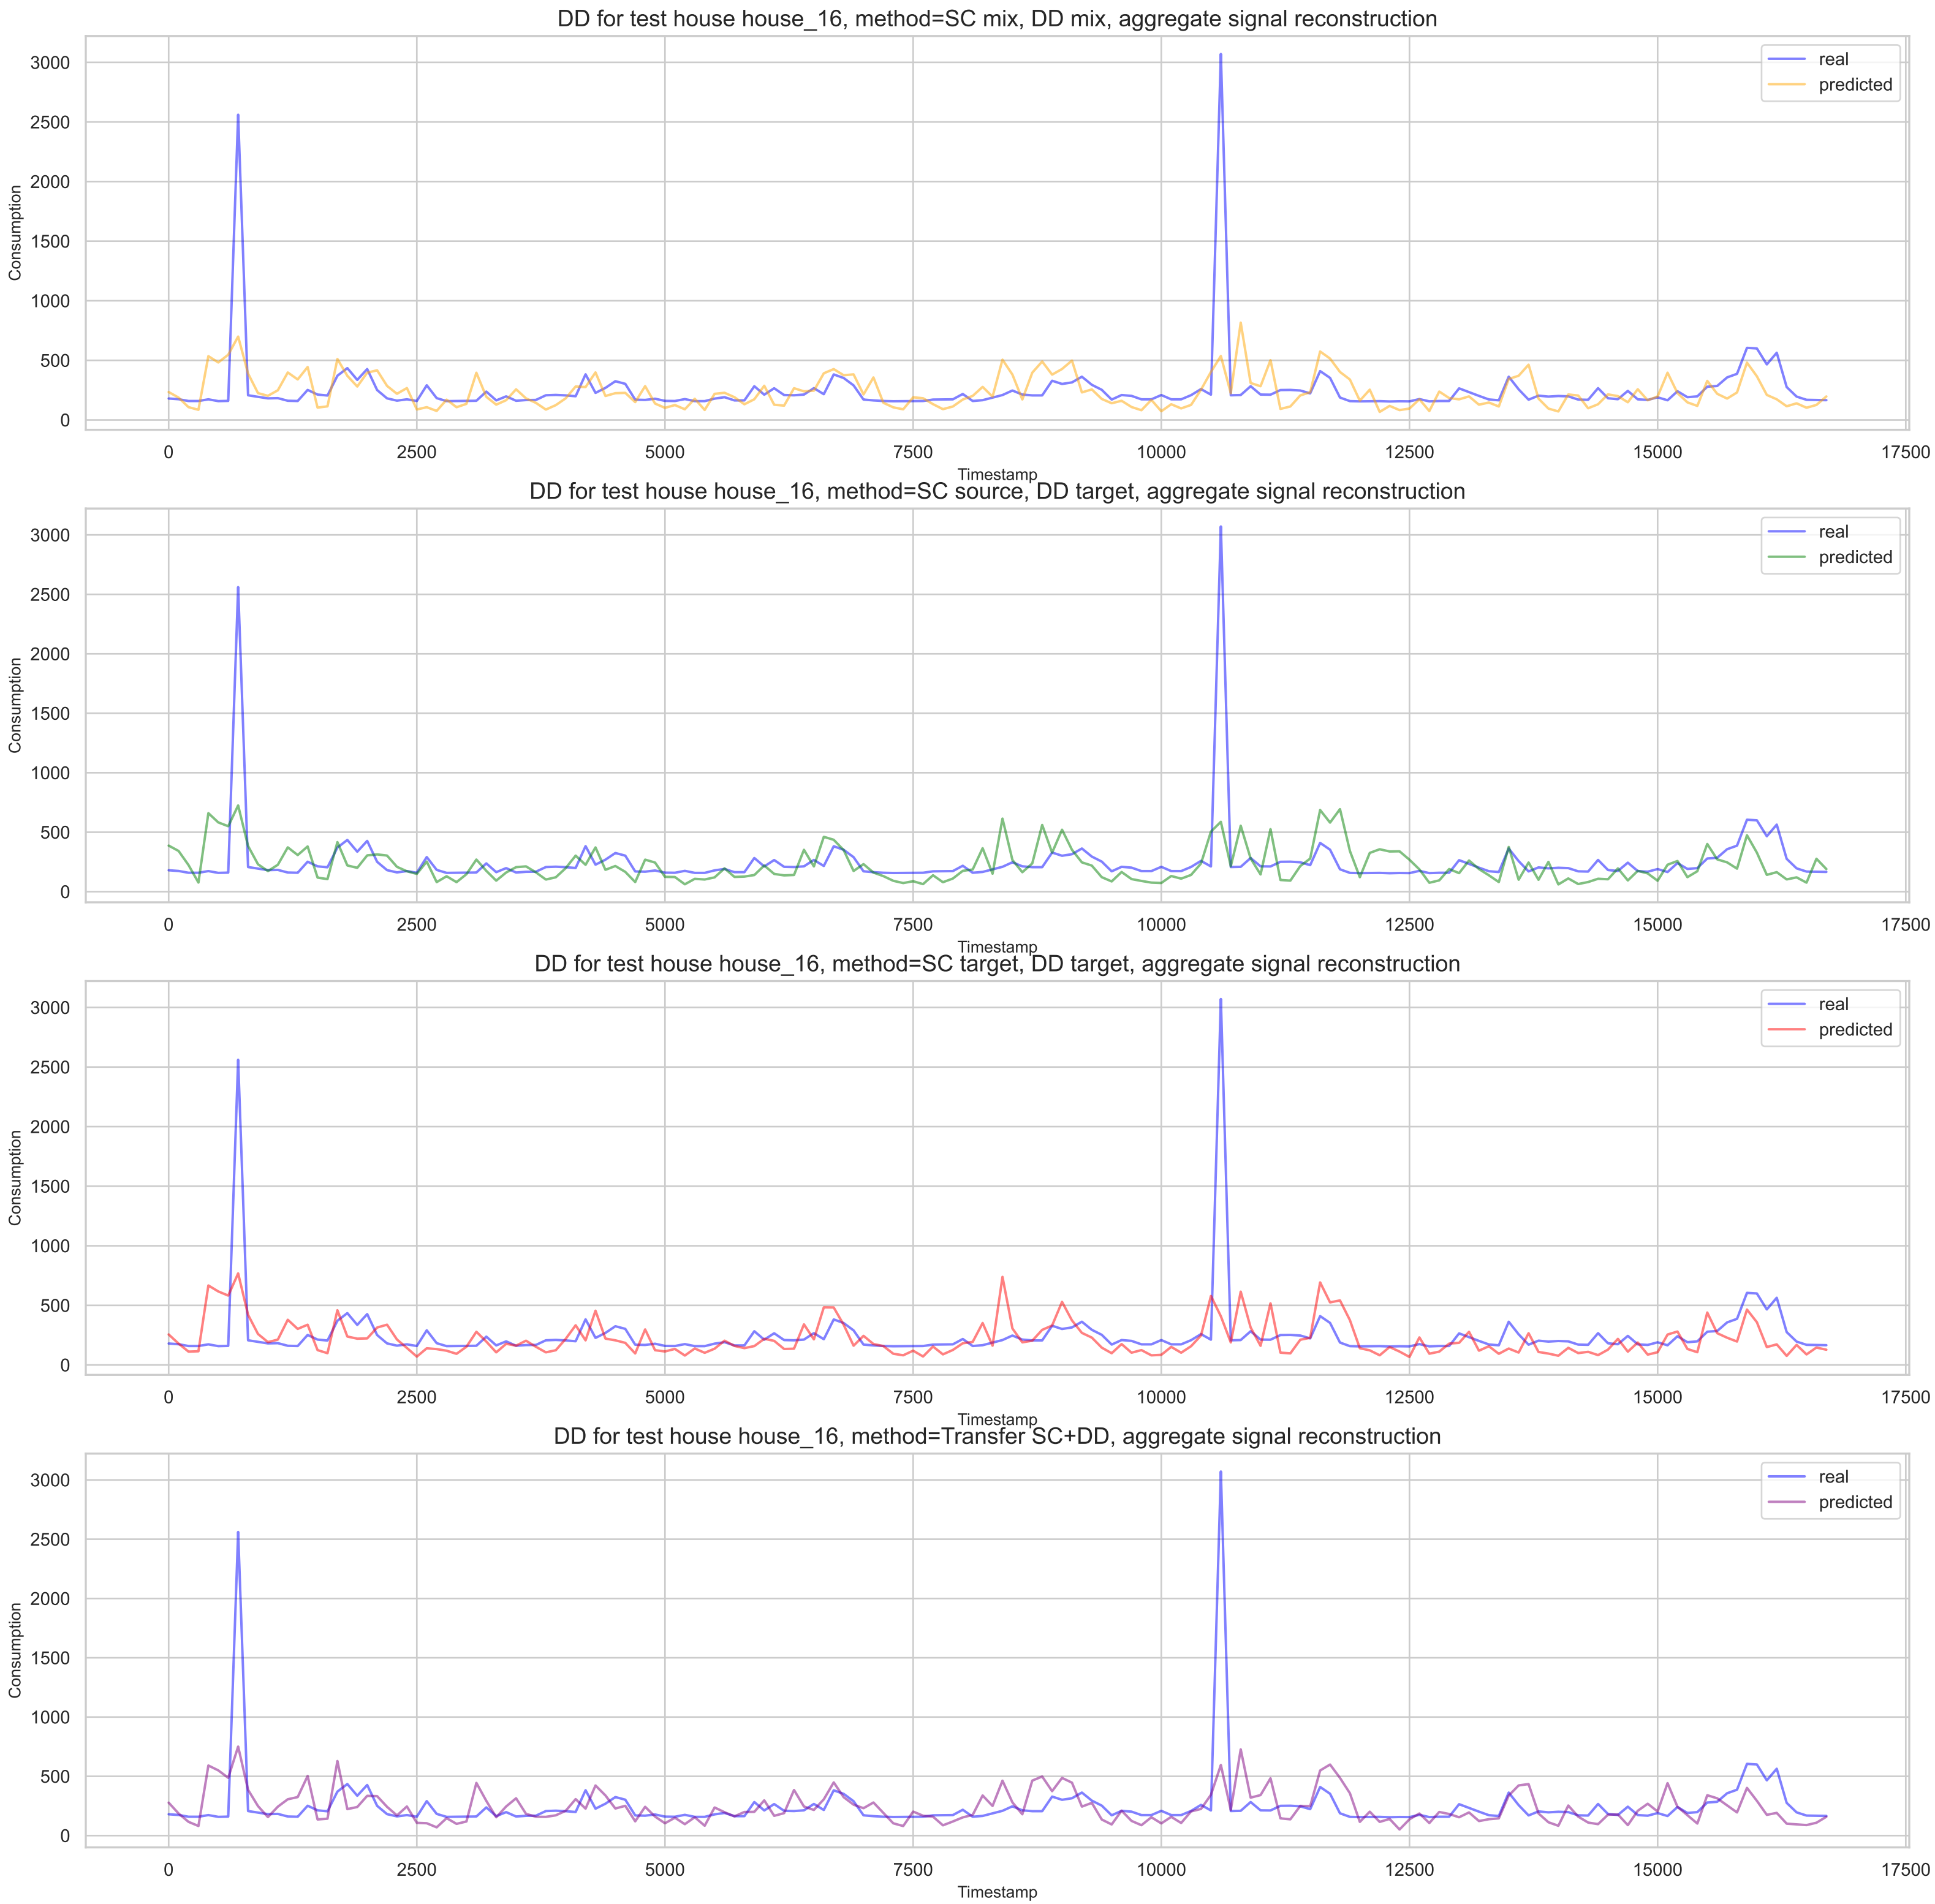 DD for test house house_16, method=SC mix, DD mix, aggregate signal reconstruction
real
predicted
3000
2500
2000
1500
1000
500
0
Consumption
0 2500 5000 7500 10000 12500 15000 17500
Timestamp
DD for test house house_16, method=SC source, DD target, aggregate signal reconstruction
real
predicted
3000
2500
2000
1500
1000
500
0
Consumption
0 2500 5000 7500 10000 12500 15000 17500
Timestamp
DD for test house house_16, method=SC target, DD target, aggregate signal reconstruction
real
predicted
3000
2500
2000
1500
1000
500
0
Consumption
0 2500 5000 7500 10000 12500 15000 17500
Timestamp
DD for test house house_16, method=Transfer SC+DD, aggregate signal reconstruction
real
predicted
3000
2500
2000
1500
1000
500
0
Consumption
0 2500 5000 7500 10000 12500 15000 17500
Timestamp